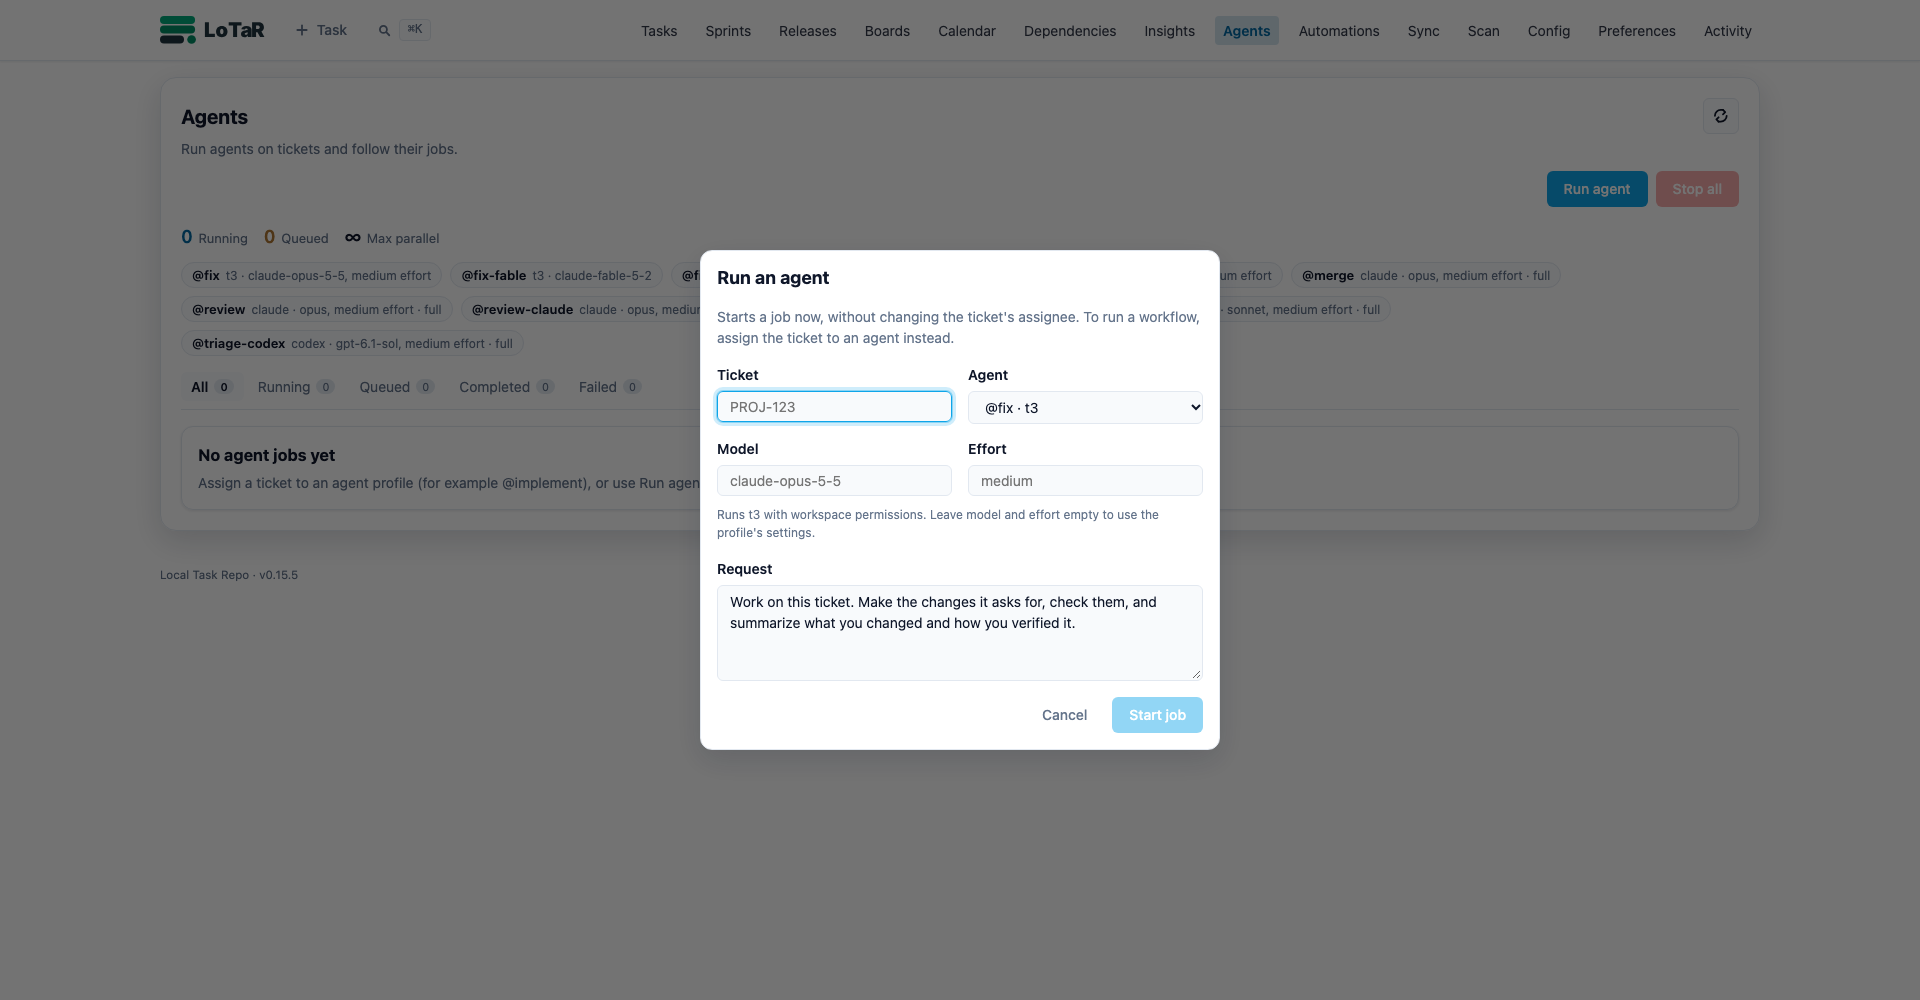 LoTaR
+ Task
⌘K
Tasks Sprints Releases Boards Calendar Dependencies Insights Agents Automations Sync Scan Config Preferences Activity
Agents
Run agents on tickets and follow their jobs.
Run agent Stop all
0 Running 0 Queued ∞ Max parallel
@fix t3 · claude-opus-5-5, medium effort @fix-fable t3 · claude-fable-5-2 effort @merge claude · opus, medium effort · full
@review claude · opus, medium effort · full @review-claude claude · opus, · sonnet, medium effort · full
@triage-codex codex · gpt-6.1-sol, medium effort · full
All 0 Running 0 Queued 0 Completed 0 Failed 0
No agent jobs yet
Assign a ticket to an agent profile (for example @implement), or use Run agen
Local Task Repo · v0.15.5
Run an agent
Starts a job now, without changing the ticket's assignee. To run a workflow,
assign the ticket to an agent instead.
Ticket Agent
PROJ-123 @fix · t3
Model Effort
claude-opus-5-5 medium
Runs t3 with workspace permissions. Leave model and effort empty to use the
profile's settings.
Request
Work on this ticket. Make the changes it asks for, check them, and
summarize what you changed and how you verified it.
Cancel Start job